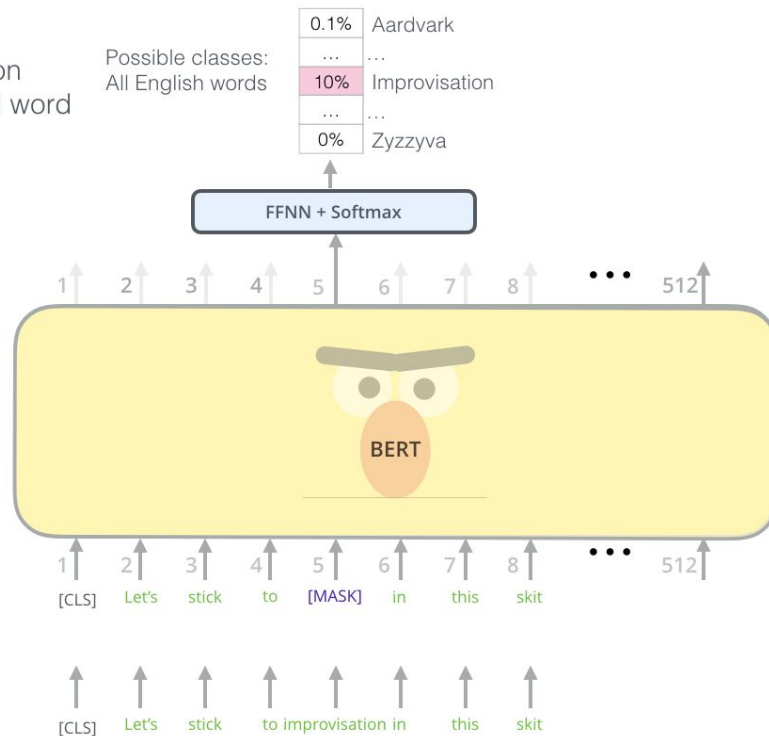 0.1% Aardvark
... ...
Possible classes:
All English words
10% Improvisation
... ...
0% Zyzzyva
on
word
FFNN + Softmax
1 2 3 4 5 6 7 8 ... 512
BERT
1 2 3 4 5 6 7 8 ... 512
[CLS] Let's stick to [MASK] in this skit
[CLS] Let's stick to improvisation in this skit